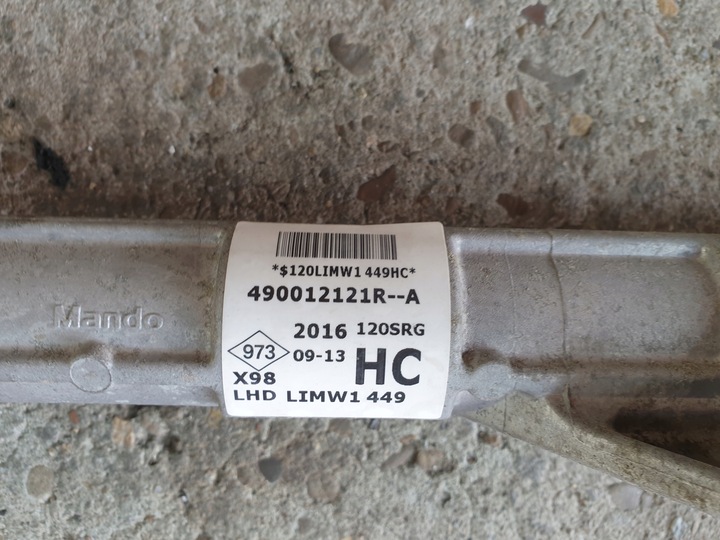 Mando
*$120LIMW1 449HC*
490012121R--A
2016 120SRG
973 09-13 HC
X98
LHD LIMW1 449